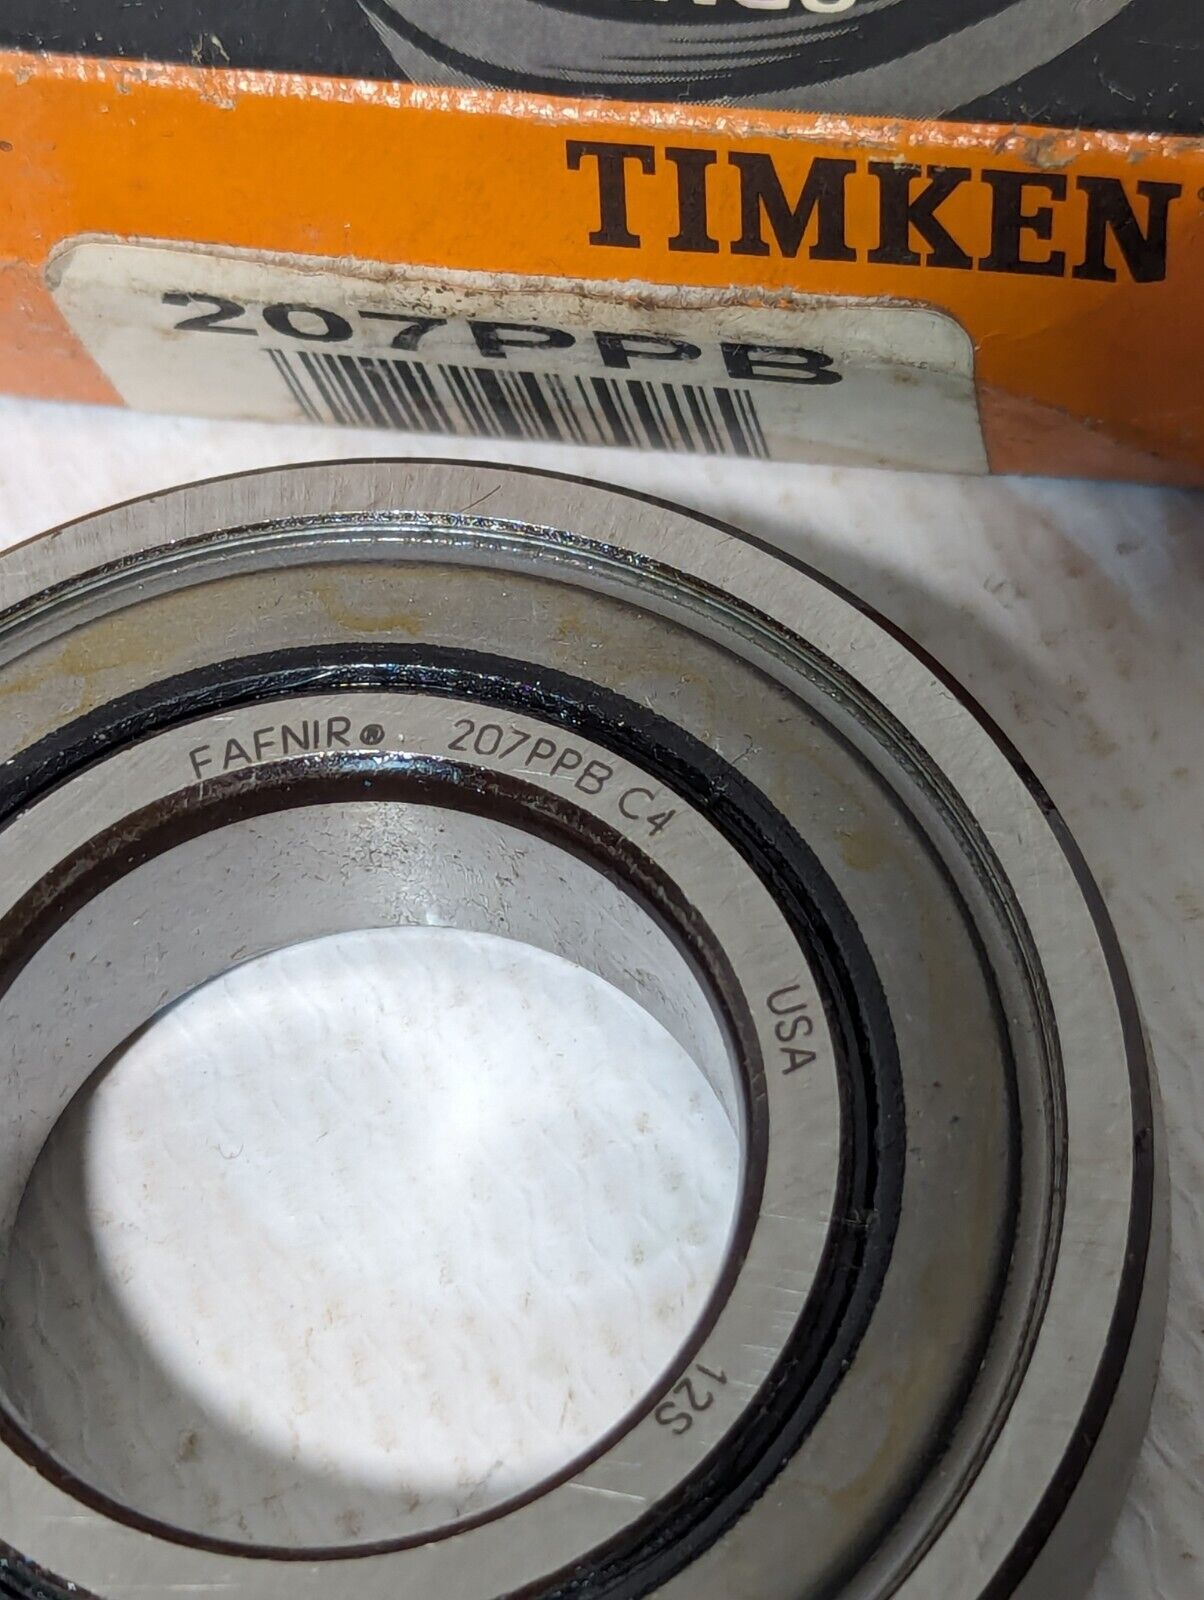 TIMKEN
207PPB
FAFNIR® 207PPB C4
USA
12S